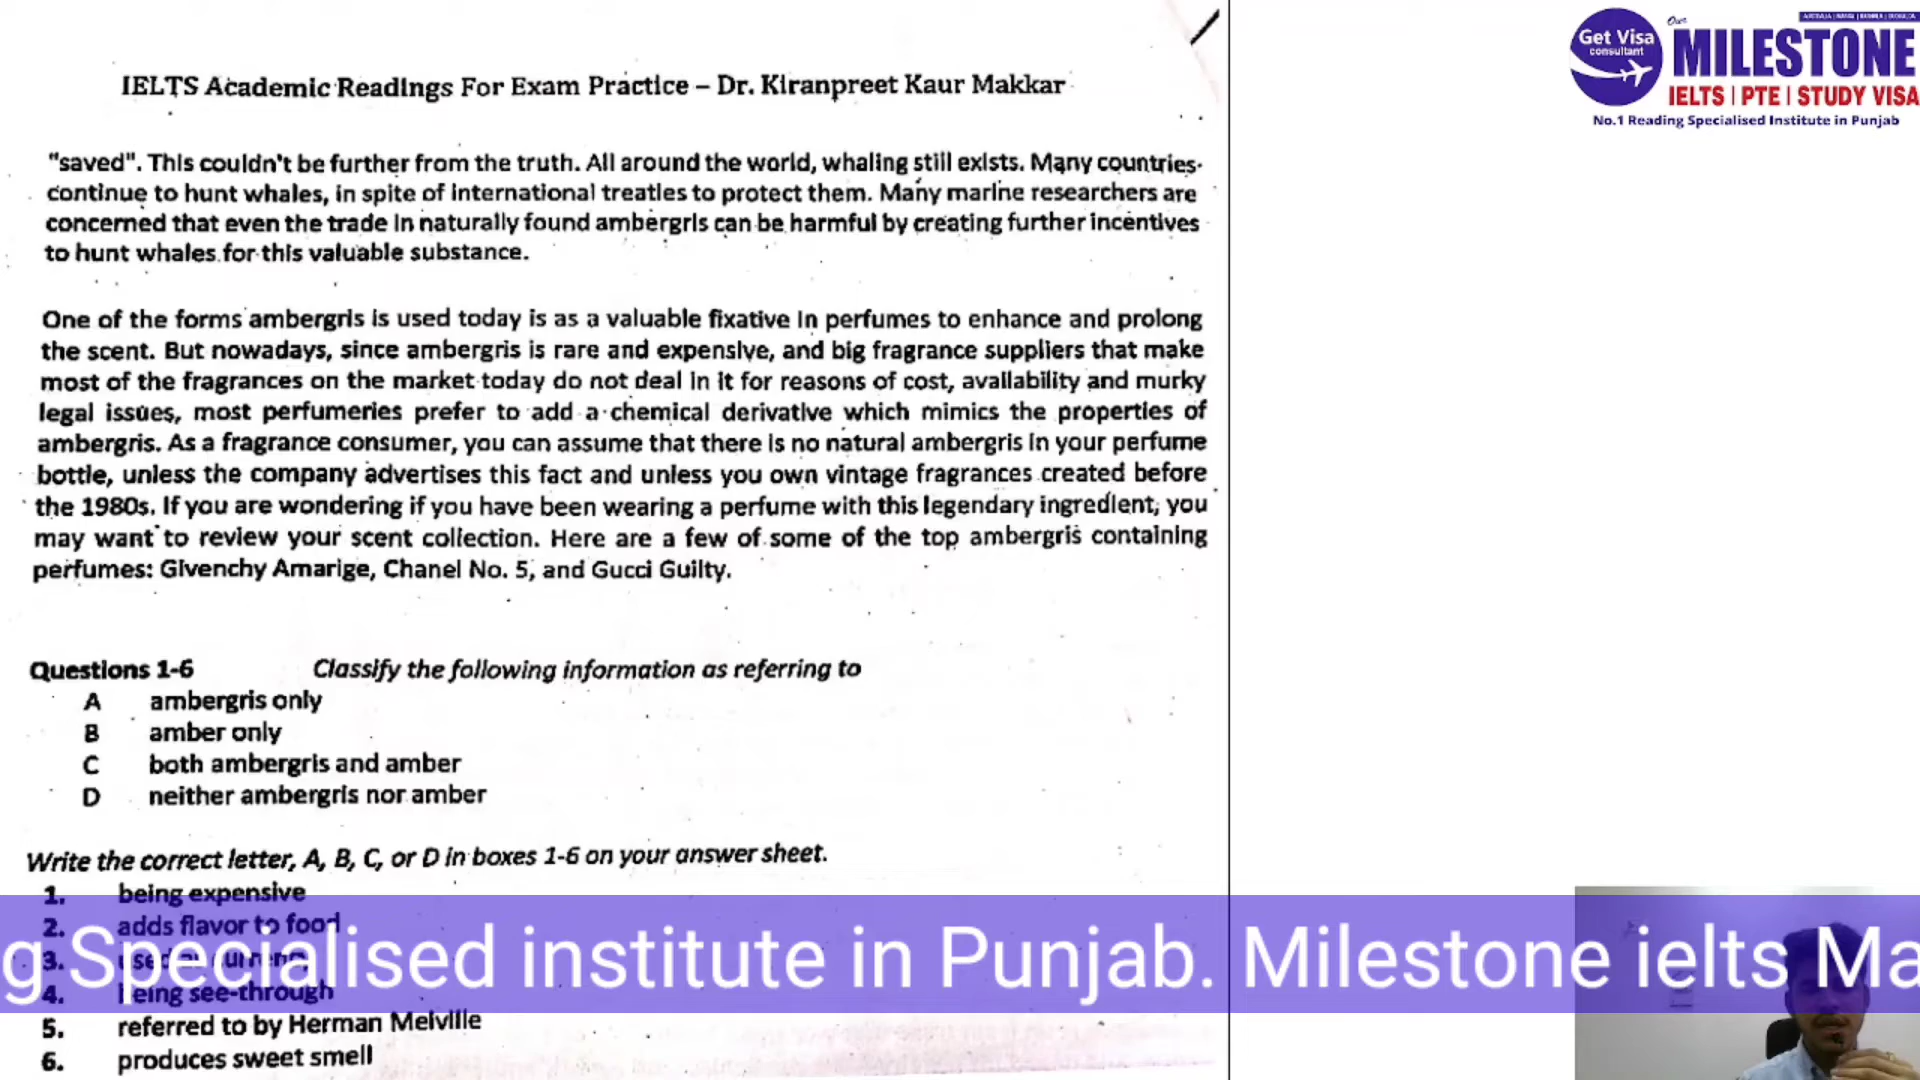 IELTS Academic Readings For Exam Practice – Dr. Kiranpreet Kaur Makkar
"saved". This couldn't be further from the truth. All around the world, whaling still exists. Many countries
continue to hunt whales, in spite of international treaties to protect them. Many marine researchers are
concerned that even the trade in naturally found ambergris can be harmful by creating further incentives
to hunt whales for this valuable substance.
One of the forms ambergris is used today is as a valuable fixative in perfumes to enhance and prolong
the scent. But nowadays, since ambergris is rare and expensive, and big fragrance suppliers that make
most of the fragrances on the market today do not deal in it for reasons of cost, availability and murky
legal issues, most perfumeries prefer to add a chemical derivative which mimics the properties of
ambergris. As a fragrance consumer, you can assume that there is no natural ambergris in your perfume
bottle, unless the company advertises this fact and unless you own vintage fragrances created before
the 1980s. If you are wondering if you have been wearing a perfume with this legendary ingredient, you
may want to review your scent collection. Here are a few of some of the top ambergris containing
perfumes: Givenchy Amarige, Chanel No. 5, and Gucci Guilty.
Questions 1-6 Classify the following information as referring to
A ambergris only
B amber only
C both ambergris and amber
D neither ambergris nor amber
Write the correct letter, A, B, C, or D in boxes 1-6 on your answer sheet.
1. being expensive
2. adds flavor to food
3. used
4. being see-through
5. referred to by Herman Melville
6. produces sweet smell
g Specialised institute in Punjab. Milestone ielts Ma
Get Visa
consultant
Our
MILESTONE
IELTS | PTE | STUDY VISA
No.1 Reading Specialised Institute in Punjab